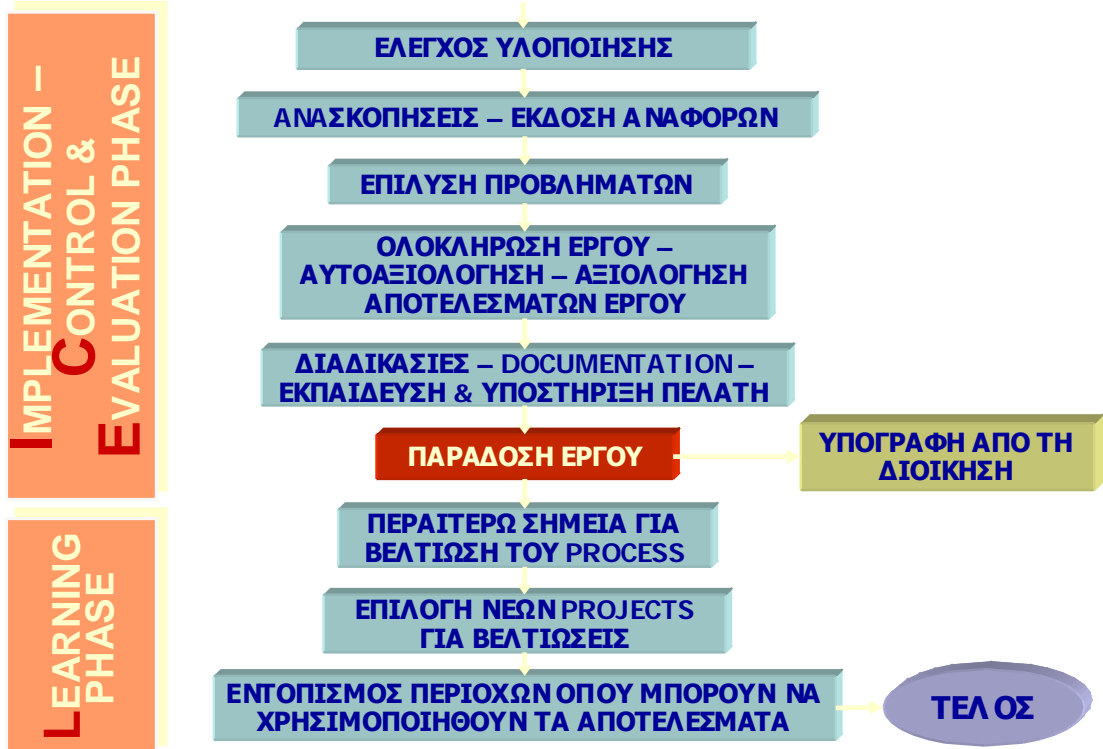 IMPLEMENTATION –
CONTROL &
EVALUATION PHASE
ΕΛΕΓΧΟΣ ΥΛΟΠΟΙΗΣΗΣ
ΑΝΑΣΚΟΠΗΣΕΙΣ – ΕΚΔΟΣΗ ΑΝΑΦΟΡΩΝ
ΕΠΙΛΥΣΗ ΠΡΟΒΛΗΜΑΤΩΝ
ΟΛΟΚΛΗΡΩΣΗ ΕΡΓΟΥ –
ΑΥΤΟΑΞΙΟΛΟΓΗΣΗ – ΑΞΙΟΛΟΓΗΣΗ
ΑΠΟΤΕΛΕΣΜΑΤΩΝ ΕΡΓΟΥ
ΔΙΑΔΙΚΑΣΙΕΣ – DOCUMENTATION –
ΕΚΠΑΙΔΕΥΣΗ & ΥΠΟΣΤΗΡΙΞΗ ΠΕΛΑΤΗ
ΠΑΡΑΔΟΣΗ ΕΡΓΟΥ
ΥΠΟΓΡΑΦΗ ΑΠΟ ΤΗ
ΔΙΟΙΚΗΣΗ
LEARNING
PHASE
ΠΕΡΑΙΤΕΡΩ ΣΗΜΕΙΑ ΓΙΑ
ΒΕΛΤΙΩΣΗ ΤΟΥ PROCESS
ΕΠΙΛΟΓΗ ΝΕΩΝ PROJECTS
ΓΙΑ ΒΕΛΤΙΩΣΕΙΣ
ΕΝΤΟΠΙΣΜΟΣ ΠΕΡΙΟΧΩΝ ΟΠΟΥ ΜΠΟΡΟΥΝ ΝΑ
ΧΡΗΣΙΜΟΠΟΙΗΘΟΥΝ ΤΑ ΑΠΟΤΕΛΕΣΜΑΤΑ
ΤΕΛΟΣ